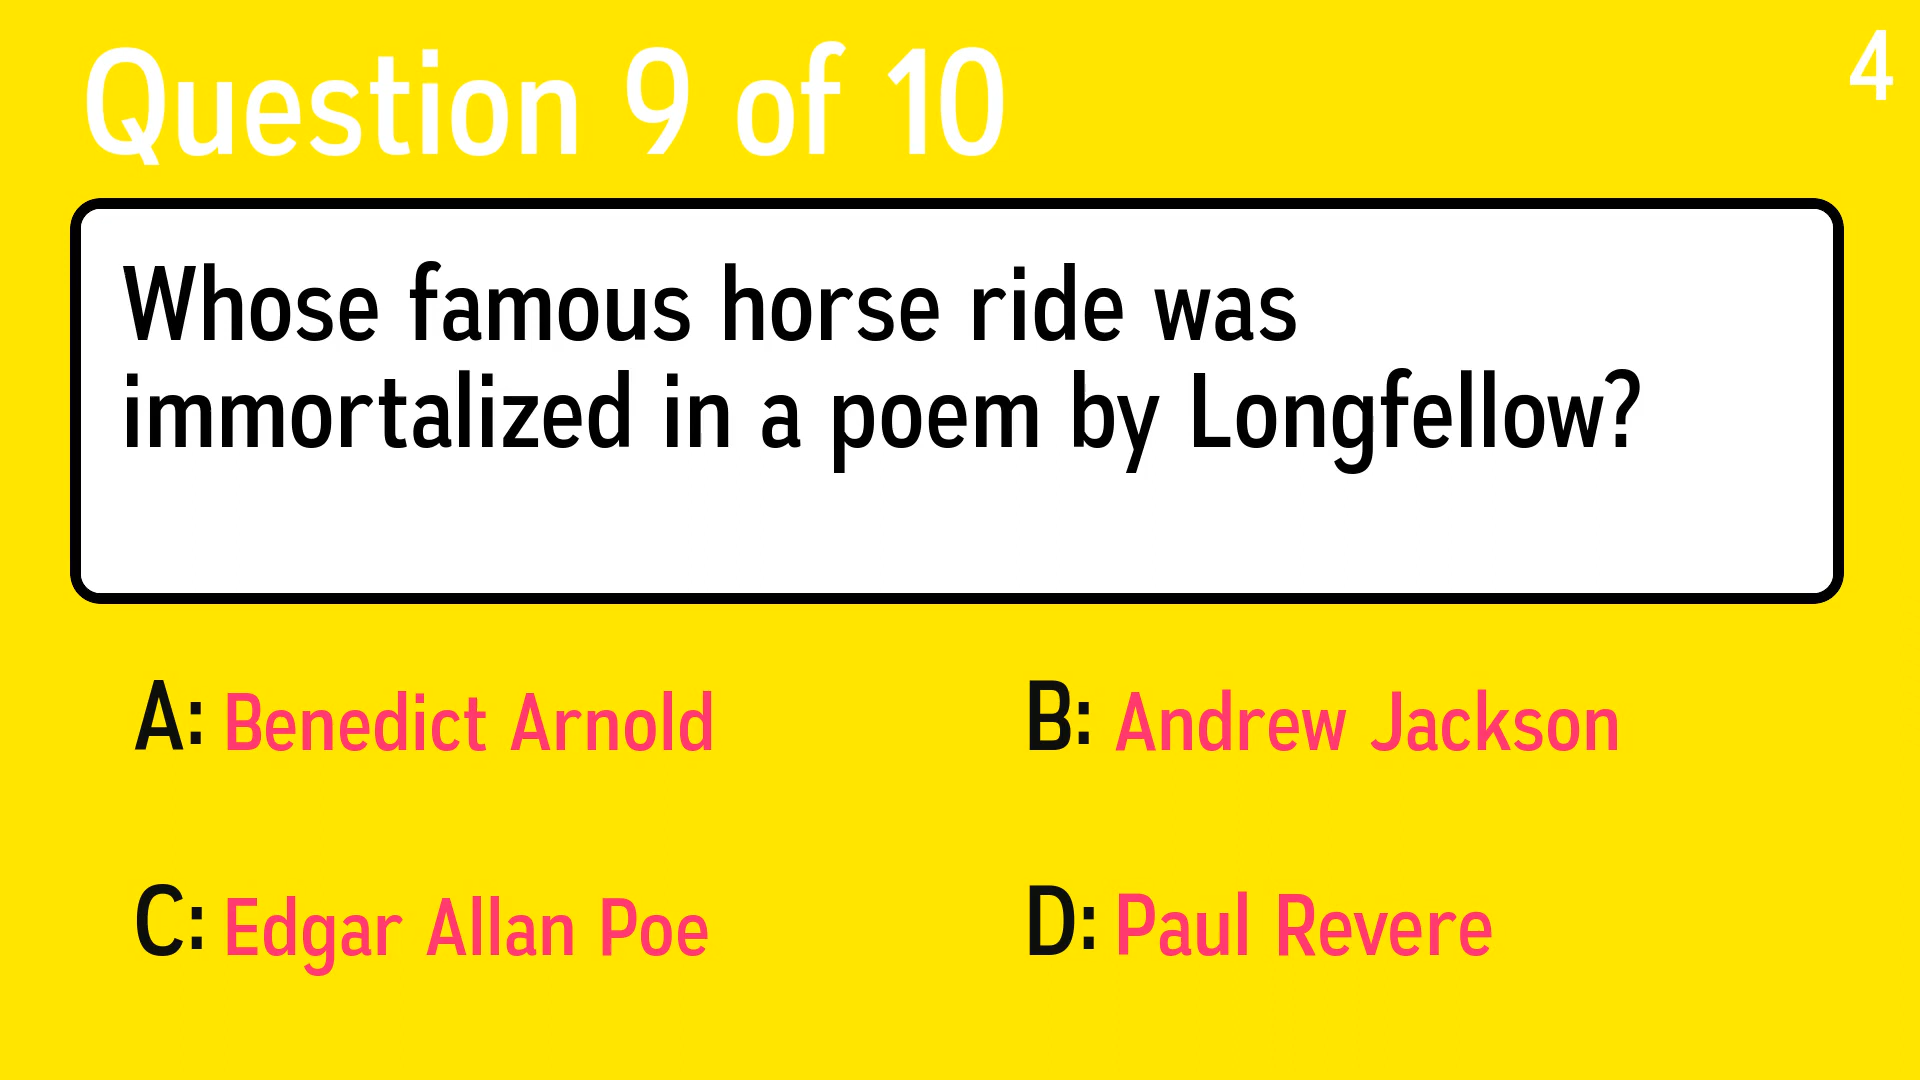 Question 9 of 10
4
Whose famous horse ride was
immortalized in a poem by Longfellow?
A: Benedict Arnold
B: Andrew Jackson
C: Edgar Allan Poe
D: Paul Revere